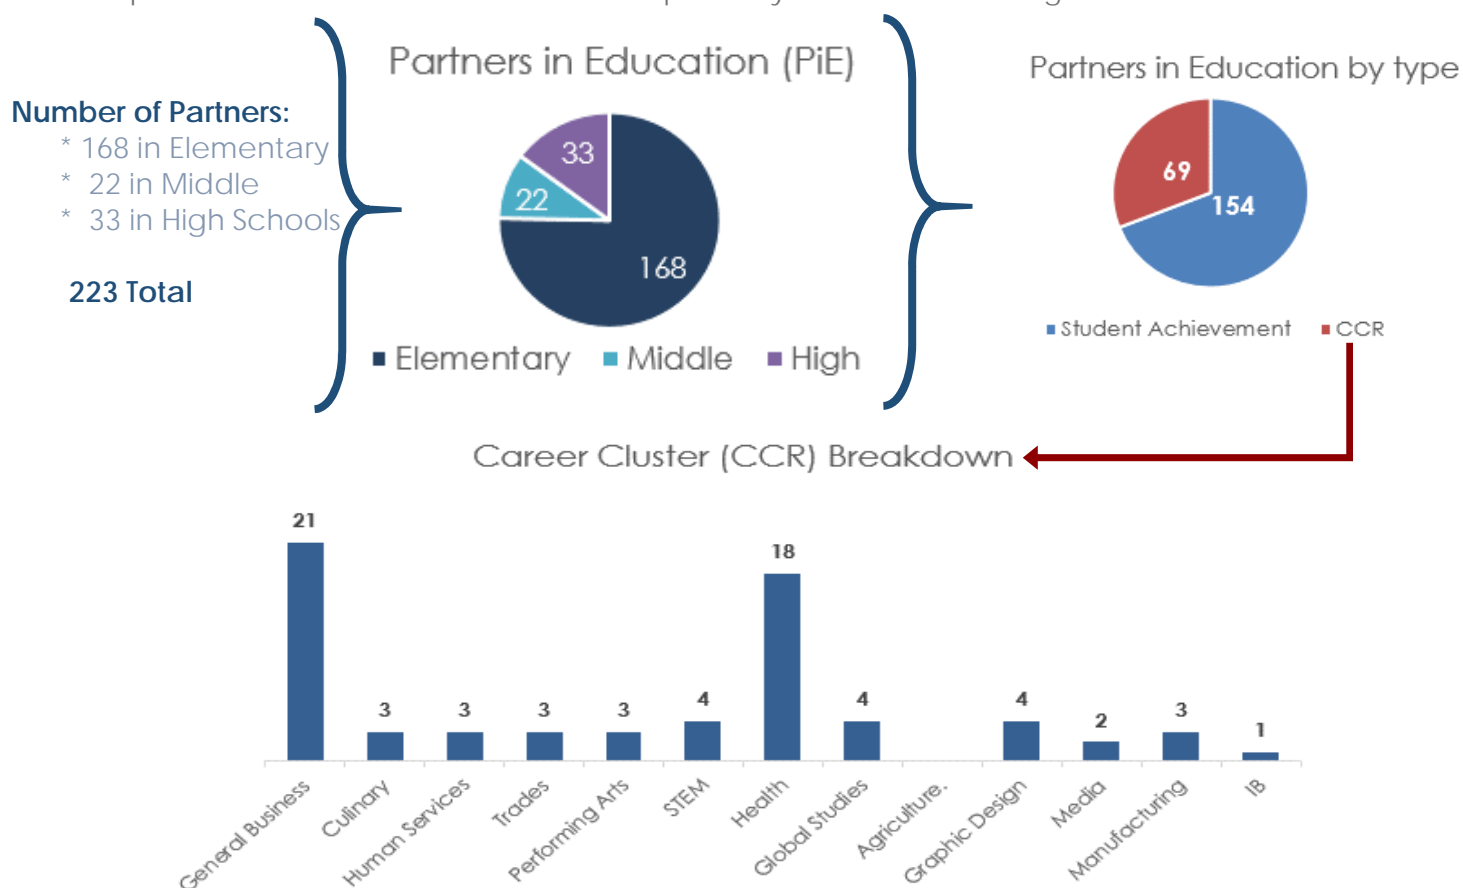 Partners in Education (PiE)
Partners in Education by type
Number of Partners:
* 168 in Elementary
* 22 in Middle
* 33 in High Schools
223 Total
33
22
168
69
154
Elementary Middle High
Student Achievement CCR
Career Cluster (CCR) Breakdown
21
3
3
3
3
4
18
4
4
2
3
1
General Business
Culinary
Human Services
Trades
Performing Arts
STEM
Health
Global Studies
Agriculture.
Graphic Design
Media
Manufacturing
IB